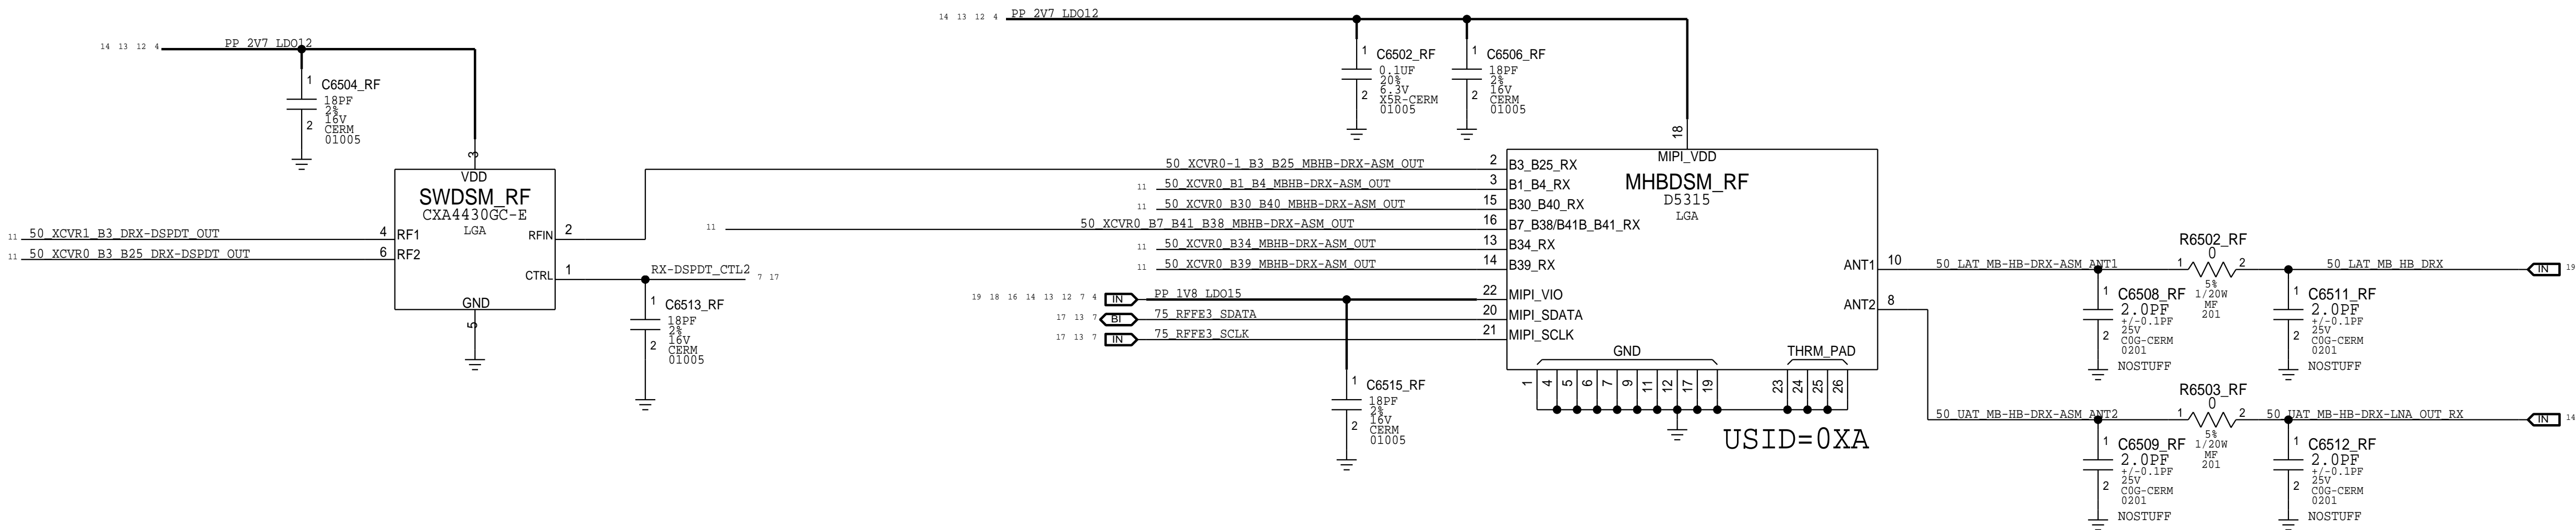 14 13 12 4 PP_2V7_LDO12
14 13 12 4 PP_2V7_LDO12
1 C6504_RF
18PF
2%
16V
CERM
01005
2
1 C6502_RF
0.1UF
20%
6.3V
X5R-CERM
01005
2
1 C6506_RF
18PF
2%
16V
CERM
01005
2
3
VDD
SWDSM_RF
CXA4430GC-E
LGA
11 50_XCVR1_B3_DRX-DSPDT_OUT 4 RF1
11 50_XCVR0_B3_B25_DRX-DSPDT_OUT 6 RF2
RFIN 2
CTRL 1
GND
5
RX-DSPDT_CTL2 7 17
1 C6513_RF
18PF
2%
16V
CERM
01005
2
18
MIPI_VDD
MHBDSM_RF
D5315
LGA
50_XCVR0-1_B3_B25_MBHB-DRX-ASM_OUT 2 B3_B25_RX
11 50_XCVR0_B1_B4_MBHB-DRX-ASM_OUT 3 B1_B4_RX
11 50_XCVR0_B30_B40_MBHB-DRX-ASM_OUT 15 B30_B40_RX
11 50_XCVR0_B7_B41_B38_MBHB-DRX-ASM_OUT 16 B7_B38/B41B_B41_RX
11 50_XCVR0_B34_MBHB-DRX-ASM_OUT 13 B34_RX
11 50_XCVR0_B39_MBHB-DRX-ASM_OUT 14 B39_RX
19 18 16 14 13 12 7 4 IN PP_1V8_LDO15 22 MIPI_VIO
17 13 7 BI 75_RFFE3_SDATA 20 MIPI_SDATA
17 13 7 IN 75_RFFE3_SCLK 21 MIPI_SCLK
GND THRM_PAD
1 4 5 6 7 9 11 12 17 19 23 24 25 26
USID=0XA
1 C6515_RF
18PF
2%
16V
CERM
01005
2
ANT1 10 50_LAT_MB-HB-DRX-ASM_ANT1
R6502_RF
0
1 2
5%
1/20W
MF
201
50_LAT_MB_HB_DRX IN 19
1 C6508_RF
2.0PF
+/-0.1PF
25V
C0G-CERM
0201
2
NOSTUFF
1 C6511_RF
2.0PF
+/-0.1PF
25V
C0G-CERM
0201
2
NOSTUFF
ANT2 8 50_UAT_MB-HB-DRX-ASM_ANT2
R6503_RF
0
1 2
5%
1/20W
MF
201
50_UAT_MB-HB-DRX-LNA_OUT_RX IN 14
1 C6509_RF
2.0PF
+/-0.1PF
25V
C0G-CERM
0201
2
NOSTUFF
1 C6512_RF
2.0PF
+/-0.1PF
25V
C0G-CERM
0201
2
NOSTUFF